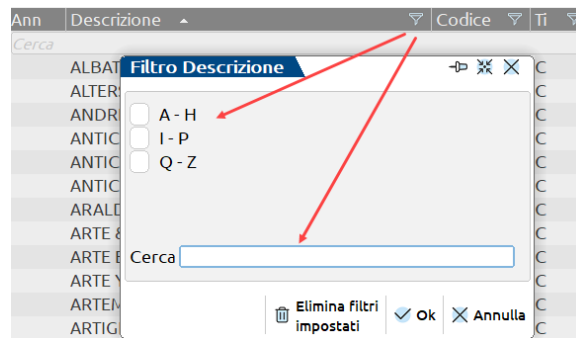 Ann Descrizione Codice Ti
Cerca
ALBAT
ALTER
ANDR
ANTIC
ANTIC
ANTIC
ARALD
ARTE &
ARTE
ARTE
ARTEM
ARTIG
Filtro Descrizione
A - H
I - P
Q - Z
Cerca
Elimina filtri
impostati
Ok
Annulla
C
C
C
C
C
C
C
C
C
C
C
C